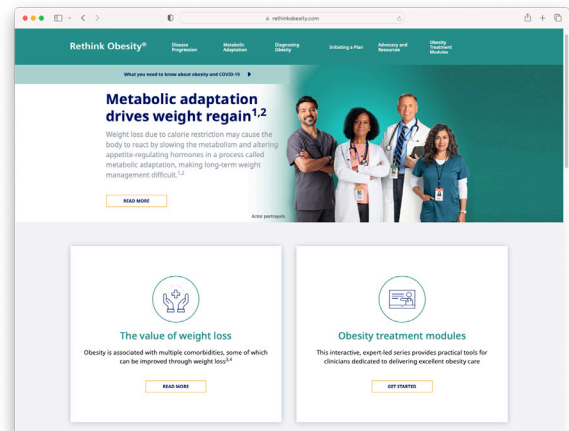 rethinkobesity.com
Rethink Obesity®
Disease
Progression
Metabolic
Adaptation
Diagnosing
Obesity
Initiating a Plan
Advocacy and
Resources
Obesity
Treatment
Modules
What you need to know about obesity and COVID-19
Metabolic adaptation
drives weight regain1,2
Weight loss due to calorie restriction may cause the
body to react by slowing the metabolism and altering
appetite-regulating hormones in a process called
metabolic adaptation, making long-term weight
management difficult.1,2
READ MORE
Actor portrayals.
The value of weight loss
Obesity is associated with multiple comorbidities, some of which
can be improved through weight loss3,4
READ MORE
Obesity treatment modules
This interactive, expert-led series provides practical tools for
clinicians dedicated to delivering excellent obesity care
GET STARTED